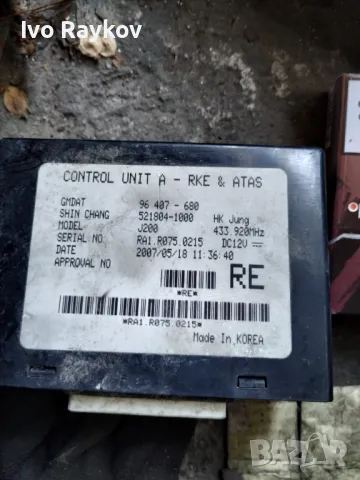 Ivo Raykov
CONTROL UNIT A - RKE & ATAS
GMDAT 96 407 - 680
SHIN CHANG 521804-1000 HK Jung
MODEL J200 433.920MHz
SERIAL NO RA1.R075.0215 DC12V
DATE 2007/05/18 11:36:40
APPROVAL NO
RE
*RE*
*RA1.R075.0215*
Made In KOREA
BAZAR